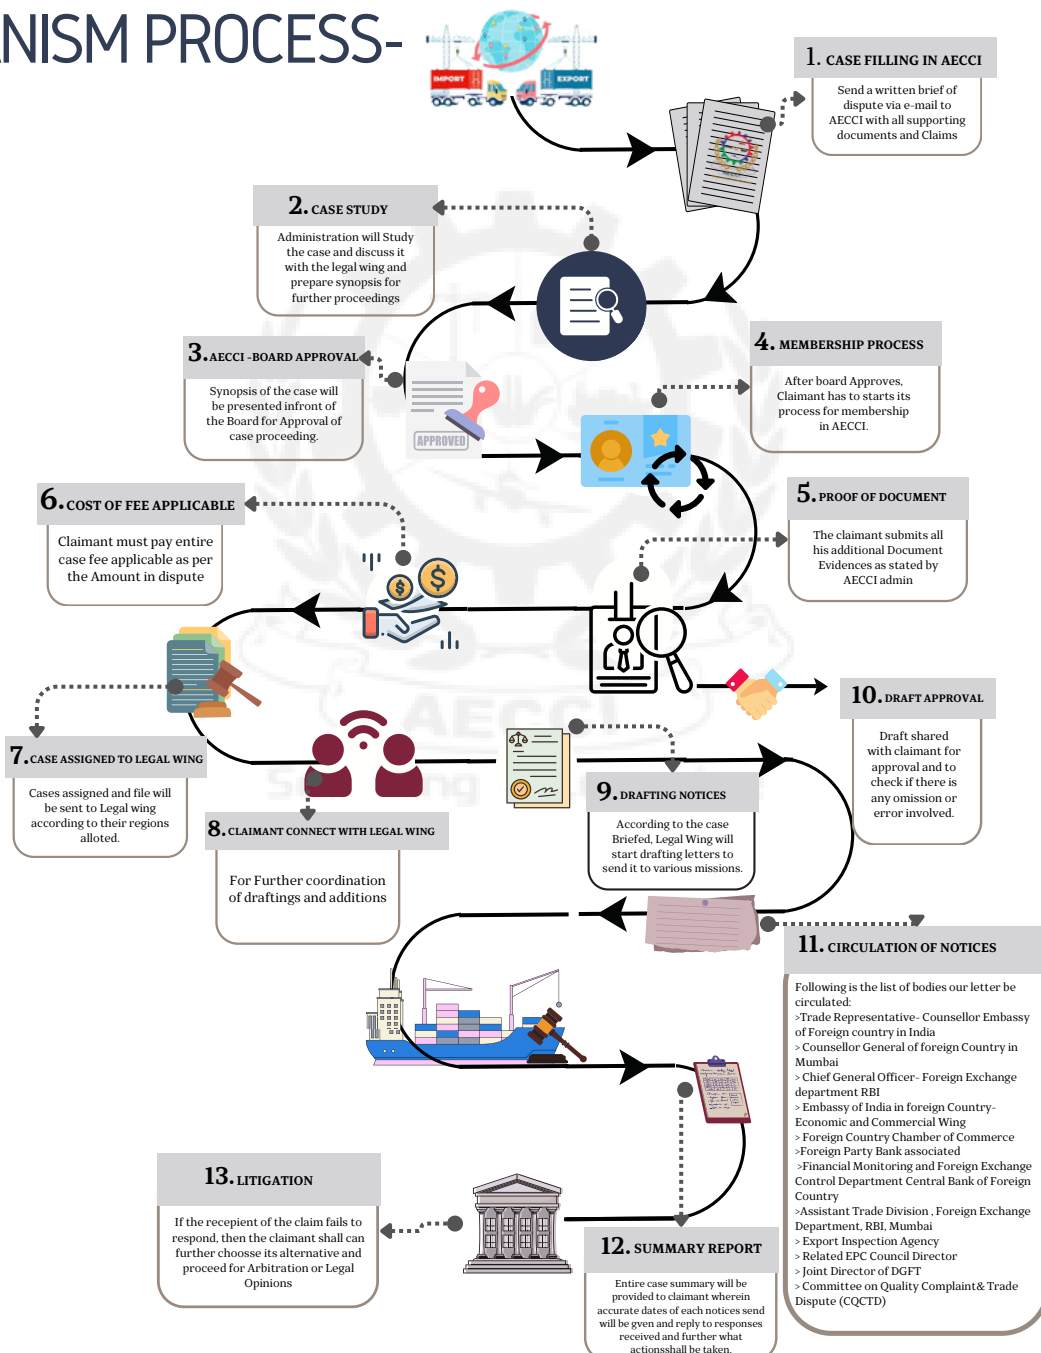 ANISM PROCESS-
IMPORT
EXPORT
1. CASE FILLING IN AECCI
Send a written brief of
dispute via e-mail to
AECCI with all supporting
documents and Claims
2. CASE STUDY
Administration will Study
the case and discuss it
with the legal wing and
prepare synopsis for
further proceedings
3. AECCI -BOARD APPROVAL
Synopsis of the case will
be presented infront of
the Board for Approval of
case proceeding.
APPROVED
4. MEMBERSHIP PROCESS
After board Approves,
Claimant has to starts its
process for membership
in AECCI.
5. PROOF OF DOCUMENT
The claimant submits all
his additional Document
Evidences as stated by
AECCI admin
6. COST OF FEE APPLICABLE
Claimant must pay entire
case fee applicable as per
the Amount in dispute
7. CASE ASSIGNED TO LEGAL WING
Cases assigned and file will
be sent to Legal wing
according to their regions
alloted.
8. CLAIMANT CONNECT WITH LEGAL WING
For Further coordination
of draftings and additions
9. DRAFTING NOTICES
According to the case
Briefed, Legal Wing will
start drafting letters to
send it to various missions.
10. DRAFT APPROVAL
Draft shared
with claimant for
approval and to
check if there is
any omission or
error involved.
AECCI
11. CIRCULATION OF NOTICES
Following is the list of bodies our letter be
circulated:
>Trade Representative- Counsellor Embassy
of Foreign country in India
> Counsellor General of foreign Country in
Mumbai
> Chief General Officer- Foreign Exchange
department RBI
> Embassy of India in foreign Country-
Economic and Commercial Wing
> Foreign Country Chamber of Commerce
>Foreign Party Bank associated
>Financial Monitoring and Foreign Exchange
Control Department Central Bank of Foreign
Country
>Assistant Trade Division , Foreign Exchange
Department, RBI, Mumbai
> Export Inspection Agency
> Related EPC Council Director
> Joint Director of DGFT
> Committee on Quality Complaint& Trade
Dispute (CQCTD)
12. SUMMARY REPORT
Entire case summary will be
provided to claimant wherein
accurate dates of each notices send
will be gven and reply to responses
received and further what
actionsshall be taken.
13. LITIGATION
If the recepient of the claim fails to
respond, then the claimant shall can
further choosse its alternative and
proceed for Arbitration or Legal
Opinions